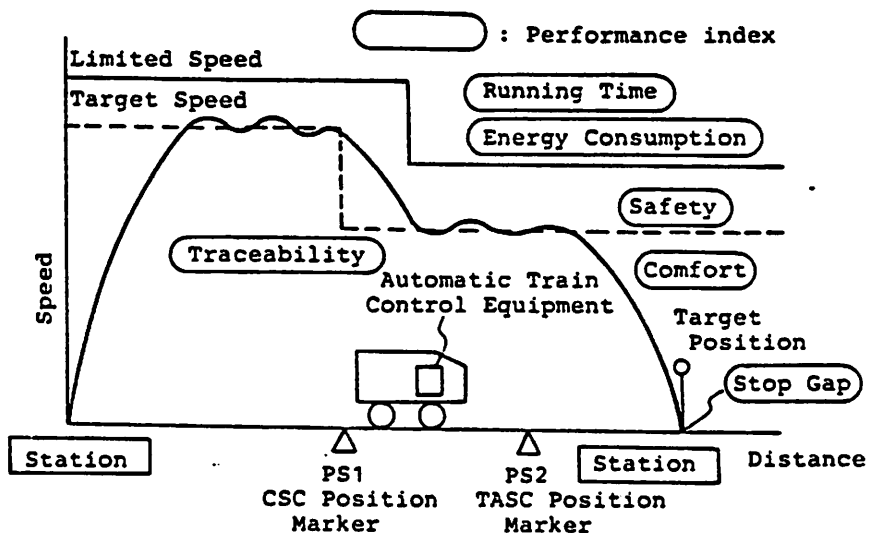 : Performance index
Limited Speed
Running Time
Target Speed
Energy Consumption
Safety
Traceability
Comfort
Automatic Train
Control Equipment
Speed
Target
Position
Stop Gap
Station
Station
Distance
PS1
CSC Position
Marker
PS2
TASC Position
Marker